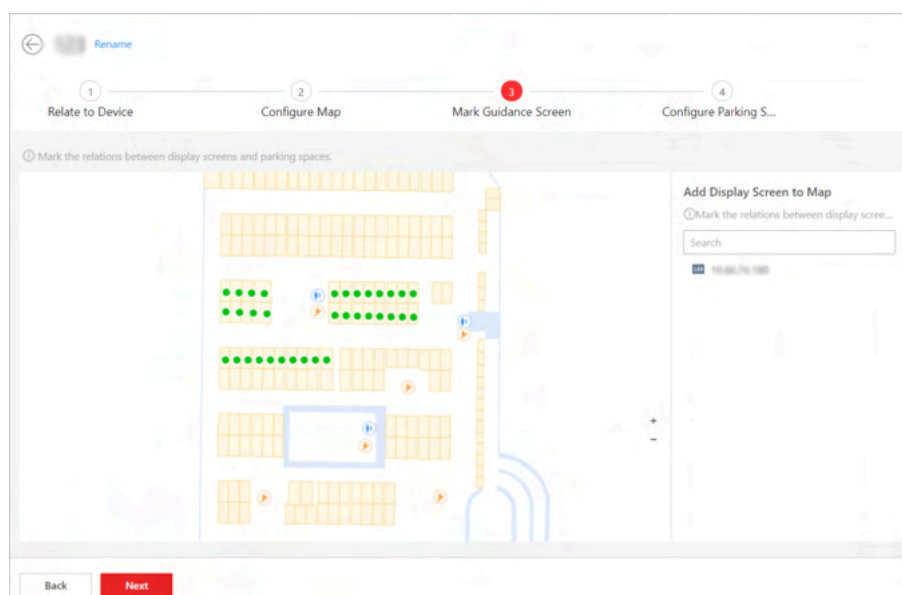 Rename
1
Relate to Device
2
Configure Map
3
Mark Guidance Screen
4
Configure Parking S...
Mark the relations between display screens and parking spaces.
Add Display Screen to Map
Mark the relations between display scree...
Search
+
−
Back
Next